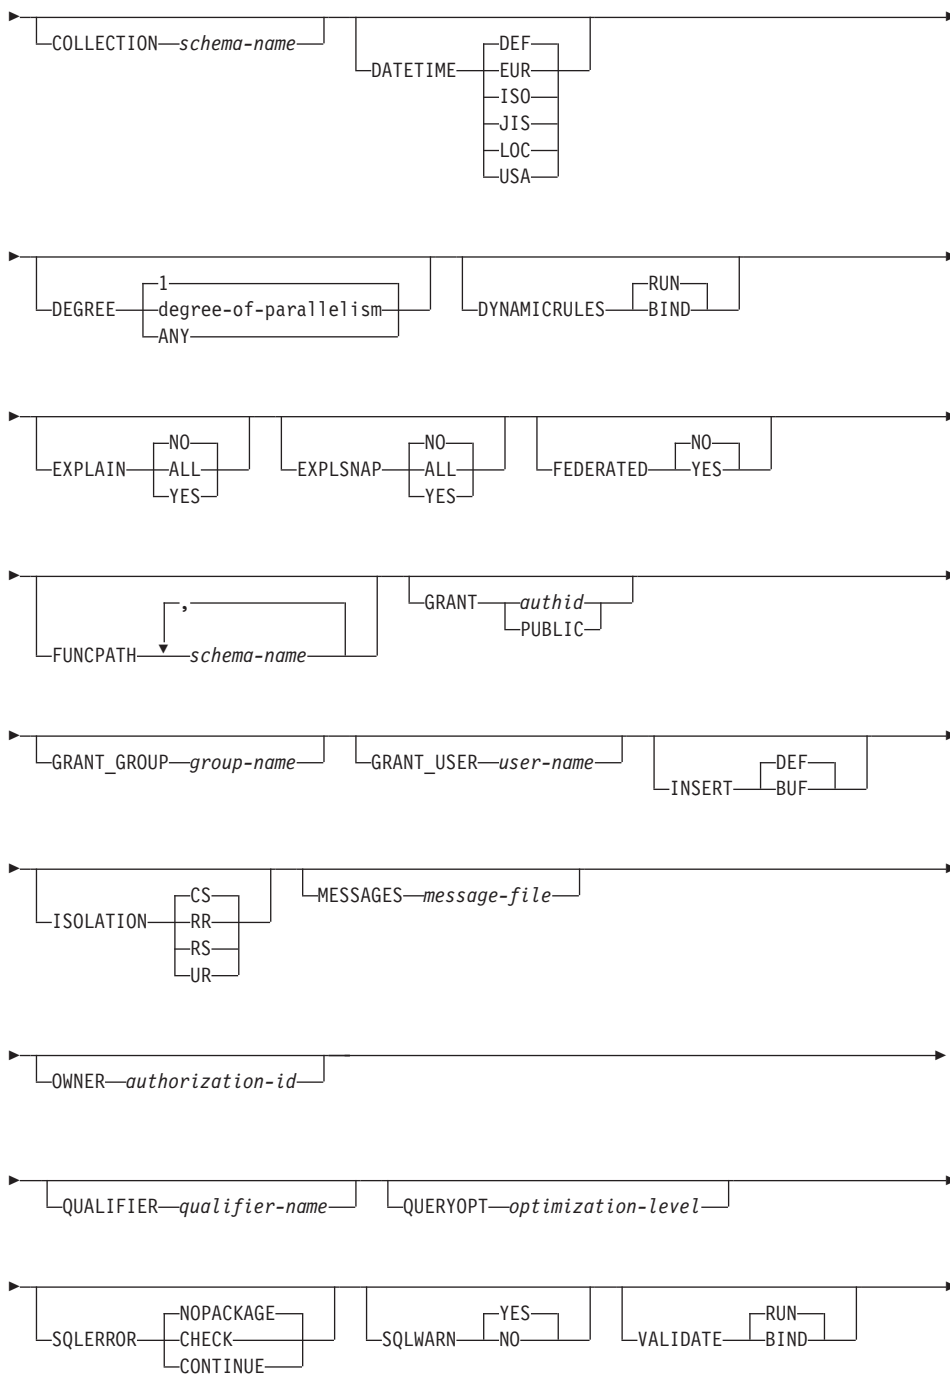 COLLECTION schema-name
DATETIME
DEF
EUR
ISO
JIS
LOC
USA
DEGREE
1
degree-of-parallelism
ANY
DYNAMICRULES
RUN
BIND
EXPLAIN
NO
ALL
YES
EXPLSNAP
NO
ALL
YES
FEDERATED
NO
YES
FUNCPATH
,
schema-name
GRANT
authid
PUBLIC
GRANT_GROUP group-name
GRANT_USER user-name
INSERT
DEF
BUF
ISOLATION
CS
RR
RS
UR
MESSAGES message-file
OWNER authorization-id
QUALIFIER qualifier-name
QUERYOPT optimization-level
SQLERROR
NOPACKAGE
CHECK
CONTINUE
SQLWARN
YES
NO
VALIDATE
RUN
BIND